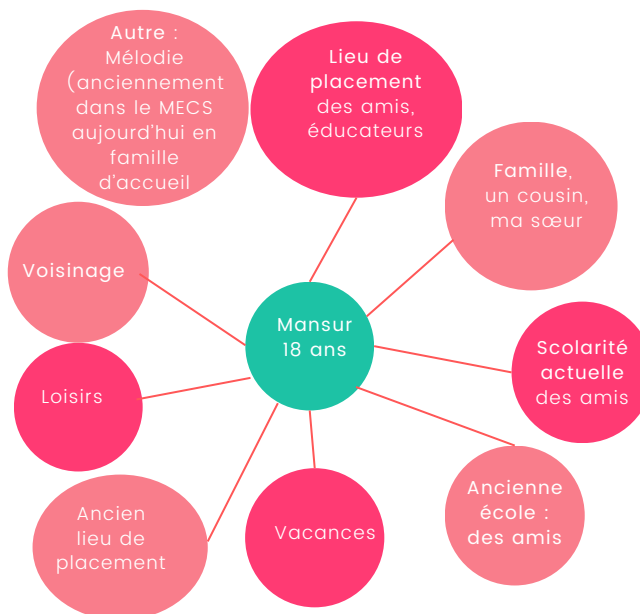 Autre :
Mélodie
(anciennement
dans le MECS
aujourd'hui en
famille
d'accueil
Lieu de
placement
des amis,
éducateurs
Famille,
un cousin,
ma sœur
Voisinage
Mansur
18 ans
Scolarité
actuelle
des amis
Loisirs
Ancien
lieu de
placement
Vacances
Ancienne
école :
des amis